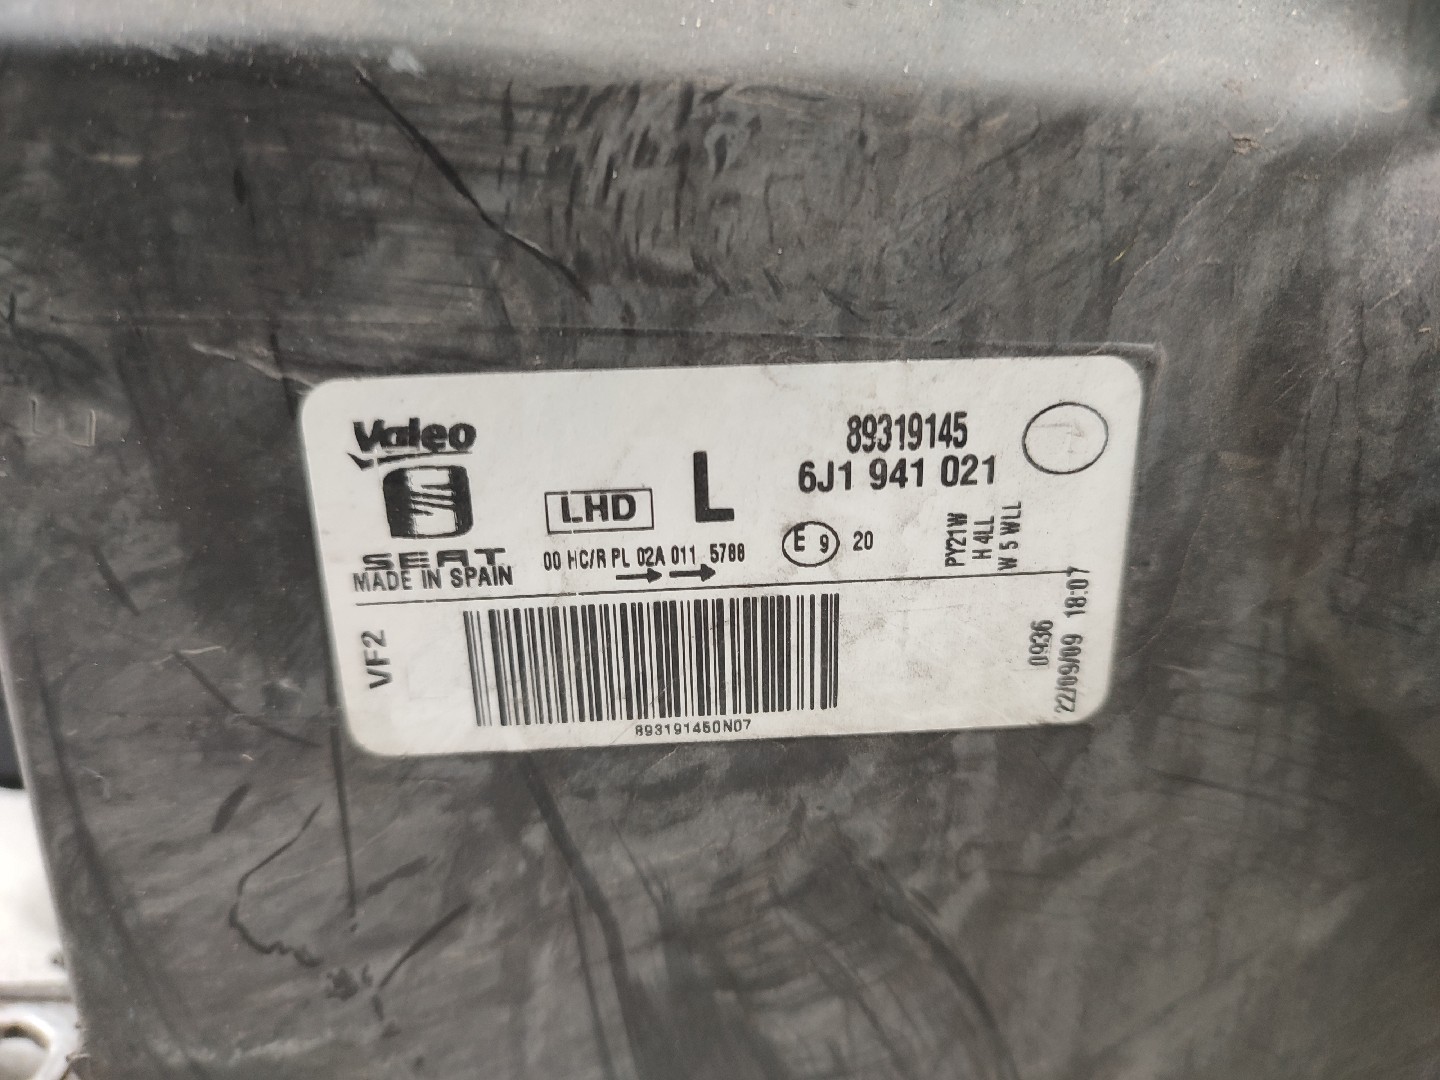 Valeo
SEAT
MADE IN SPAIN
LHD
L
89319145
6J1 941 021
00 HC/R PL 02A 011 5788
E 9
20
PY21W
H 4LL
W 5 WLL
VF2
893191450N07
0936
22/09/09 18:07